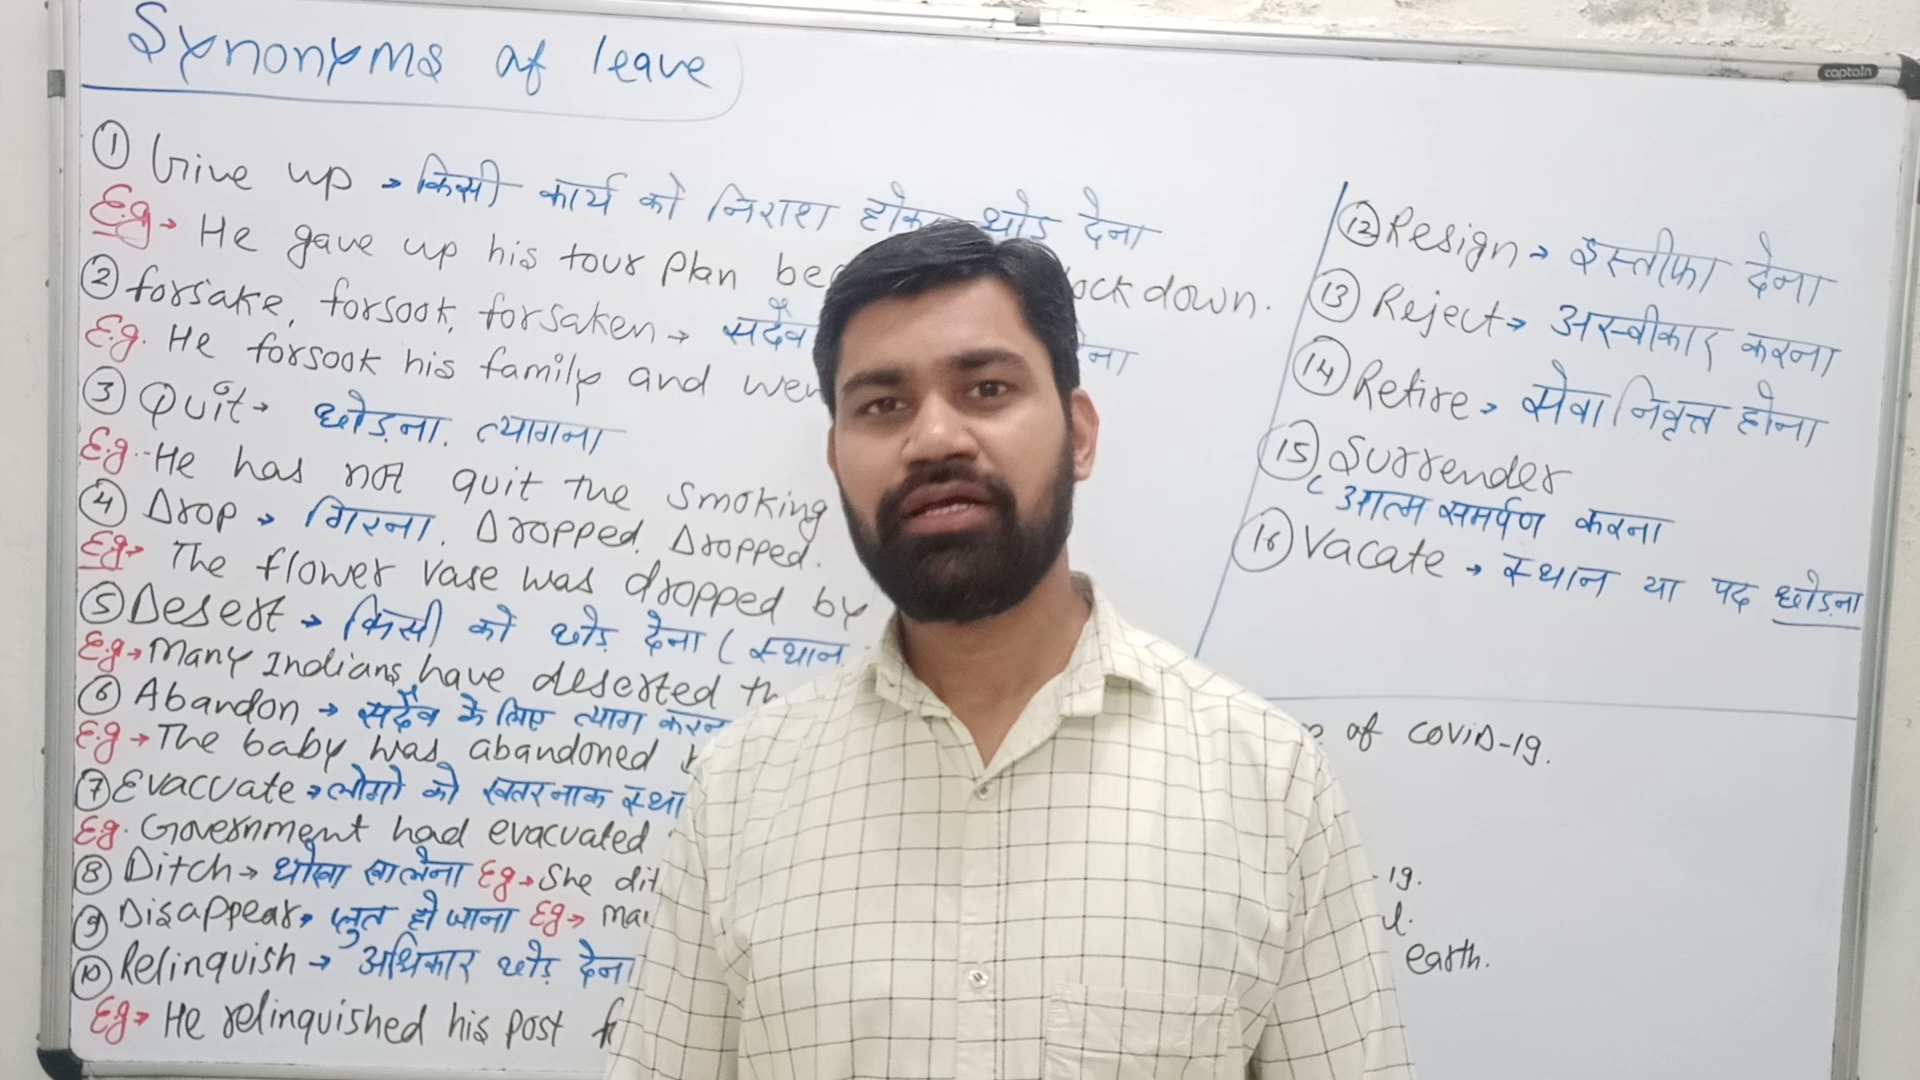 Synonyms of leave
captain
① Give up → किसी कार्य को निराश होकर छोड़ देना
E.g → He gave up his tour plan be ock down.
② forsake, forsook, forsaken → सदैव ेना
E.g. He forsook his family and wen
③ Quit → छोड़ना, त्यागना
E.g. He has not quit the smoking
④ Drop → गिरना, Dropped, Dropped.
Eg → The flower vase was dropped by
⑤ Desert → किसी को छोड़ देना ( स्थान
E.g → Many Indians have deserted th
⑥ Abandon → सदैव के लिए त्याग करन
E.g → The baby was abandoned
⑦ Evacuate → लोगो को खतरनाक स्था
Eg. Government had evacuated
⑧ Ditch → धोखा खा लेना Eg → She dit
⑨ Disappear → लुप्त हो जाना Eg → Ma
⑩ Relinquish → अधिकार छोड़ देना
Eg → He relinquished his post f
⑫ Resign → इस्तीफा देना
⑬ Reject → अस्वीकार करना
⑭ Retire → सेवा निवृत्त होना
⑮ Surrender
आत्म समर्पण करना
⑯ Vacate → स्थान या पद छोड़ना
of COVID-19.
-19.
l.
earth.